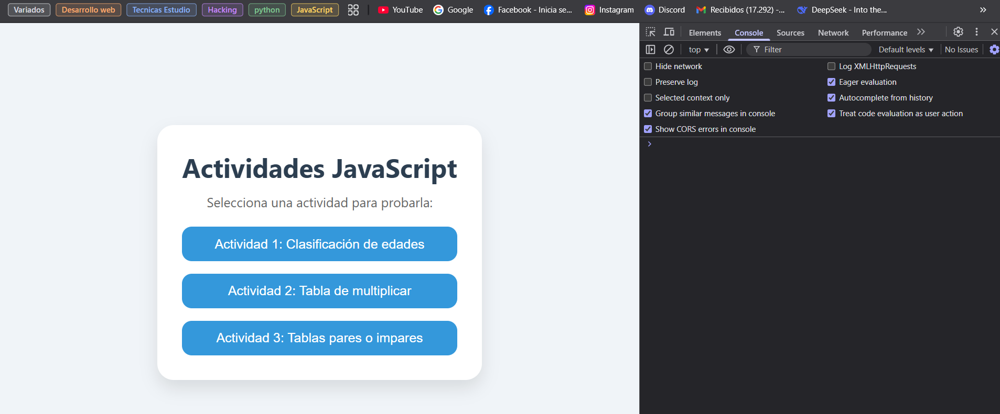 Variados Desarrollo web Tecnicas Estudio Hacking python JavaScript YouTube Google Facebook - Inicia se... Instagram Discord Recibidos (17.292) -... DeepSeek - Into the...
Elements Console Sources Network Performance
top Filter Default levels No Issues
Hide network Log XMLHttpRequests
Preserve log Eager evaluation
Selected context only Autocomplete from history
Group similar messages in console Treat code evaluation as user action
Show CORS errors in console
Actividades JavaScript
Selecciona una actividad para probarla:
Actividad 1: Clasificación de edades
Actividad 2: Tabla de multiplicar
Actividad 3: Tablas pares o impares